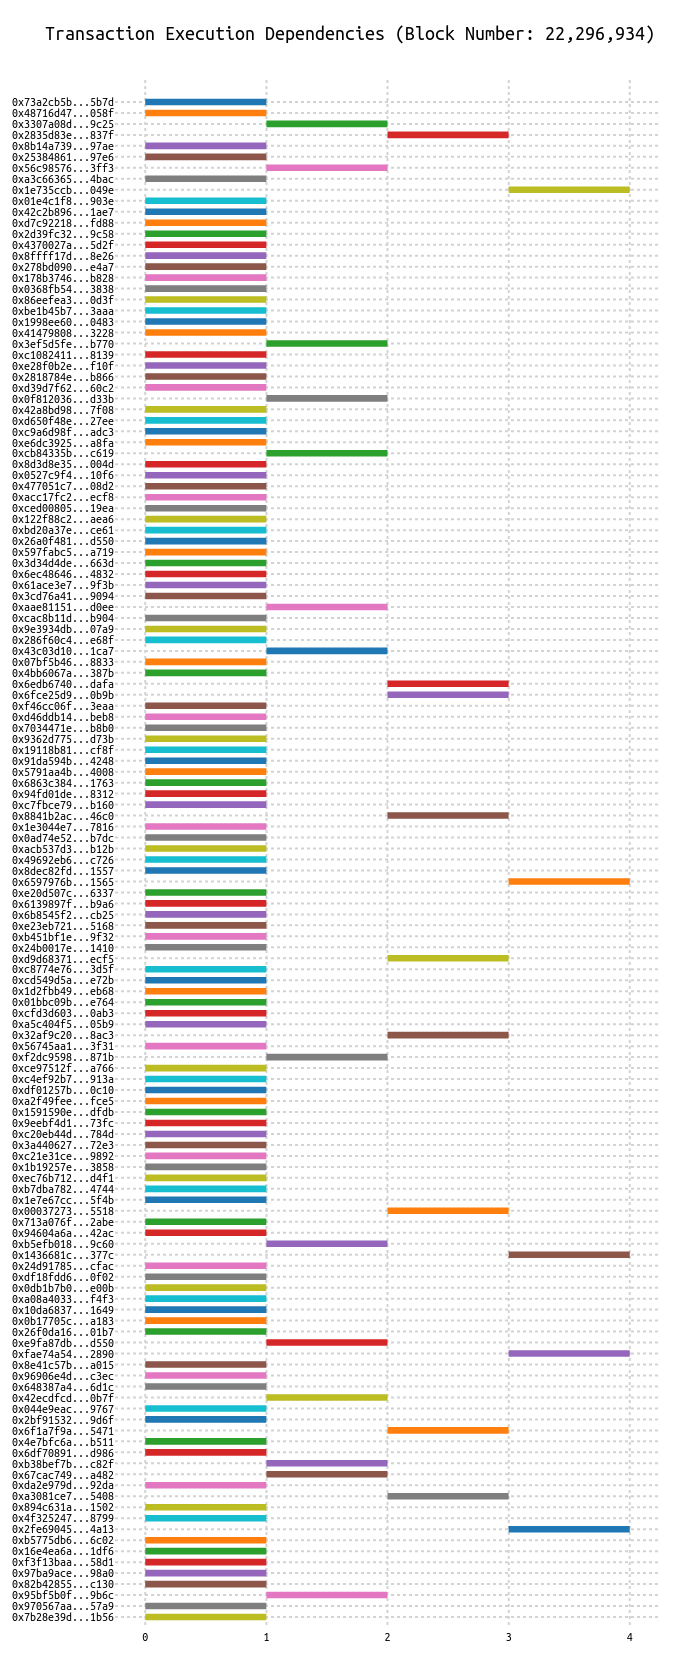 Transaction Execution Dependencies (Block Number: 22,296,934)
0x73a2cb5b...5b7d
0x48716d47...058f
0x3307a08d...9c25
0x2835d83e...837f
0x8b14a739...97ae
0x25384861...97e6
0x56c98576...3ff3
0xa3c66365...4bac
0x1e735ccb...049e
0x01e4c1f8...903e
0x42c2b896...1ae7
0xd7c92218...fd88
0x2d39fc32...9c58
0x4370027a...5d2f
0x8ffff17d...8e26
0x278bd090...e4a7
0x178b3746...b828
0x0368fb54...3838
0x86eefea3...0d3f
0xbe1b45b7...3aaa
0x1998ee60...0483
0x41479808...3228
0x3ef5d5fe...b770
0xc1082411...8139
0xe28f0b2e...f10f
0x2818784e...b866
0xd39d7f62...60c2
0x0f812036...d33b
0x42a8bd98...7f08
0xd650f48e...27ee
0xc9a6d98f...adc3
0xe6dc3925...a8fa
0xcb84335b...c619
0x8d3d8e35...004d
0x0527c9f4...10f6
0x477051c7...08d2
0xacc17fc2...ecf8
0xced00805...19ea
0x122f88c2...aea6
0xbd20a37e...ce61
0x26a0f481...d550
0x597fabc5...a719
0x3d34d4de...663d
0x6ec48646...4832
0x61ace3e7...9f3b
0x3cd76a41...9094
0xaae81151...d0ee
0xcac8b11d...b904
0x9e3934db...07a9
0x286f60c4...e68f
0x43c03d10...1ca7
0x07bf5b46...8833
0x4bb6067a...387b
0x6edb6740...dafa
0x6fce25d9...0b9b
0xf46cc06f...3eaa
0xd46ddb14...beb8
0x7034471e...b8b0
0x9362d775...d73b
0x19118b81...cf8f
0x91da594b...4248
0x5791aa4b...4008
0x6863c384...1763
0x94fd01de...8312
0xc7fbce79...b160
0x8841b2ac...46c0
0x1e3044e7...7816
0x0ad74e52...b7dc
0xacb537d3...b12b
0x49692eb6...c726
0x8dec82fd...1557
0x6597976b...1565
0xe20d507c...6337
0x6139897f...b9a6
0x6b8545f2...cb25
0xe23eb721...5168
0xb451bf1e...9f32
0x24b0017e...1410
0xd9d68371...ecf5
0xc8774e76...3d5f
0xcd549d5a...e72b
0x1d2fbb49...eb68
0x01bbc09b...e764
0xcfd3d603...0ab3
0xa5c404f5...05b9
0x32af9c20...8ac3
0x56745aa1...3f31
0xf2dc9598...871b
0xce97512f...a766
0xc4ef92b7...913a
0xdf01257b...0c10
0xa2f49fee...fce5
0x1591590e...dfdb
0x9eebf4d1...73fc
0xc20eb44d...784d
0x3a440627...72e3
0xc21e31ce...9892
0x1b19257e...3858
0xec76b712...d4f1
0xb7dba782...4744
0x1e7e67cc...5f4b
0x00037273...5518
0x713a076f...2abe
0x94604a6a...42ac
0xb5efb018...9c60
0x1436681c...377c
0x24d91785...cfac
0xdf18fdd6...0f02
0x0db1b7b0...e00b
0xa08a4033...f4f3
0x10da6837...1649
0x0b17705c...a183
0x26f0da16...01b7
0xe9fa87db...d550
0xfae74a54...2890
0x8e41c57b...a015
0x96906e4d...c3ec
0x648387a4...6d1c
0x42ecdfcd...0b7f
0x044e9eac...9767
0x2bf91532...9d6f
0x6f1a7f9a...5471
0x4e7bfc6a...b511
0x6df70891...d986
0xb38bef7b...c82f
0x67cac749...a482
0xda2e979d...92da
0xa3081ce7...5408
0x894c631a...1502
0x4f325247...8799
0x2fe69045...4a13
0xb5775db6...6c02
0x16e4ea6a...1df6
0xf3f13baa...58d1
0x97ba9ace...98a0
0x82b42855...c130
0x95bf5b0f...9b6c
0x970567aa...57a9
0x7b28e39d...1b56
0 1 2 3 4